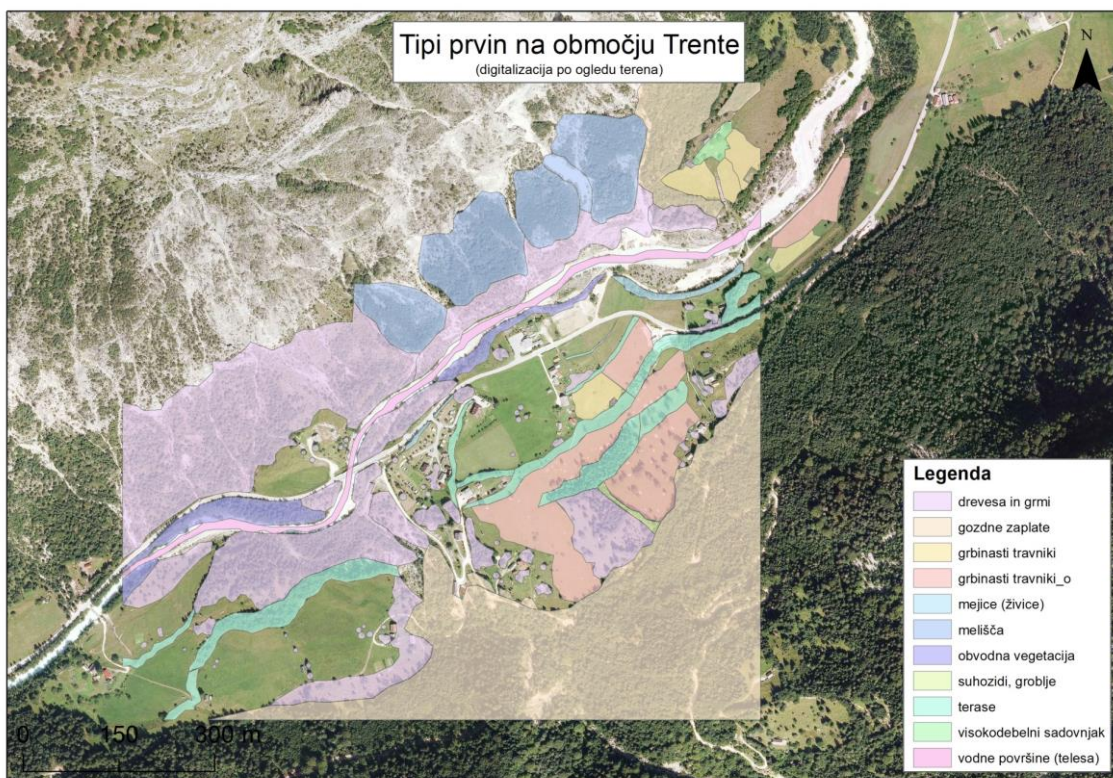 Tipi prvin na območju Trente
(digitalizacija po ogledu terena)
N
Legenda
drevesa in grmi
gozdne zaplate
grbinasti travniki
grbinasti travniki_o
mejice (živice)
melišča
obvodna vegetacija
suhozidi, groblje
terase
visokodebelni sadovnjak
vodne površine (telesa)
0 150 300 m